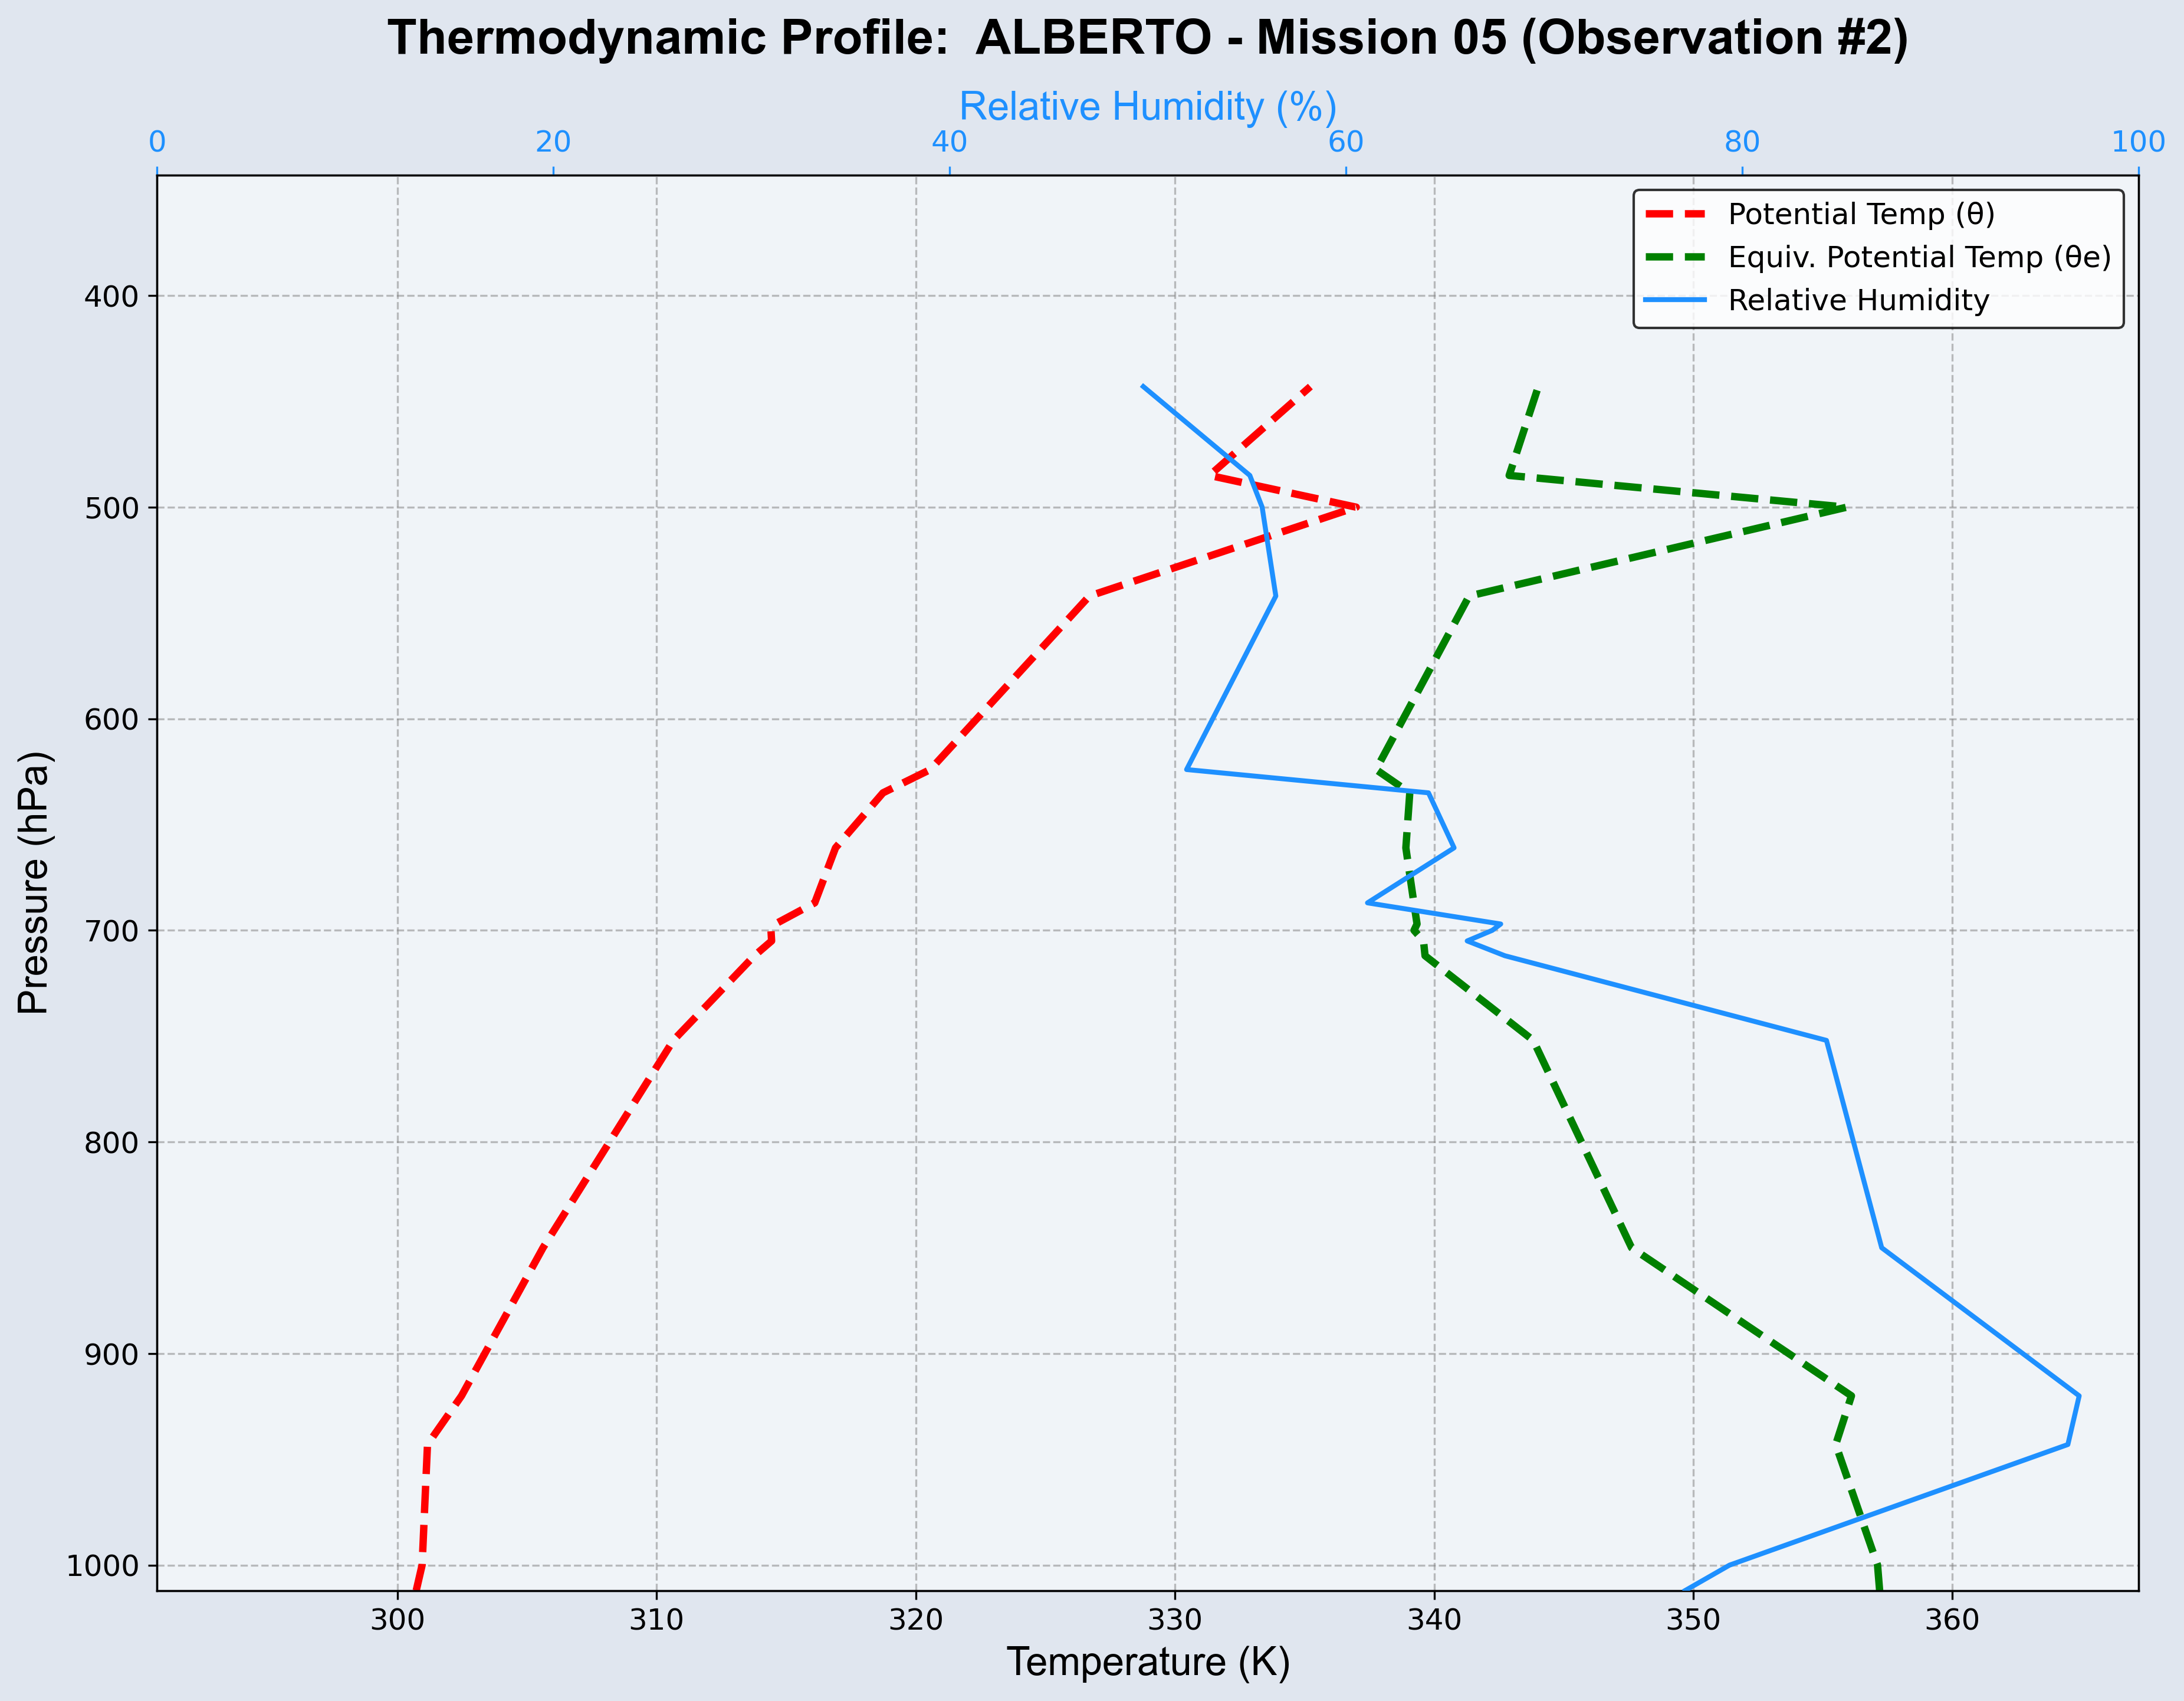 Thermodynamic Profile:  ALBERTO - Mission 05 (Observation #2)
Relative Humidity (%)
0 20 40 60 80 100
Potential Temp (θ)
Equiv. Potential Temp (θe)
Relative Humidity
Pressure (hPa)
400
500
600
700
800
900
1000
300 310 320 330 340 350 360
Temperature (K)